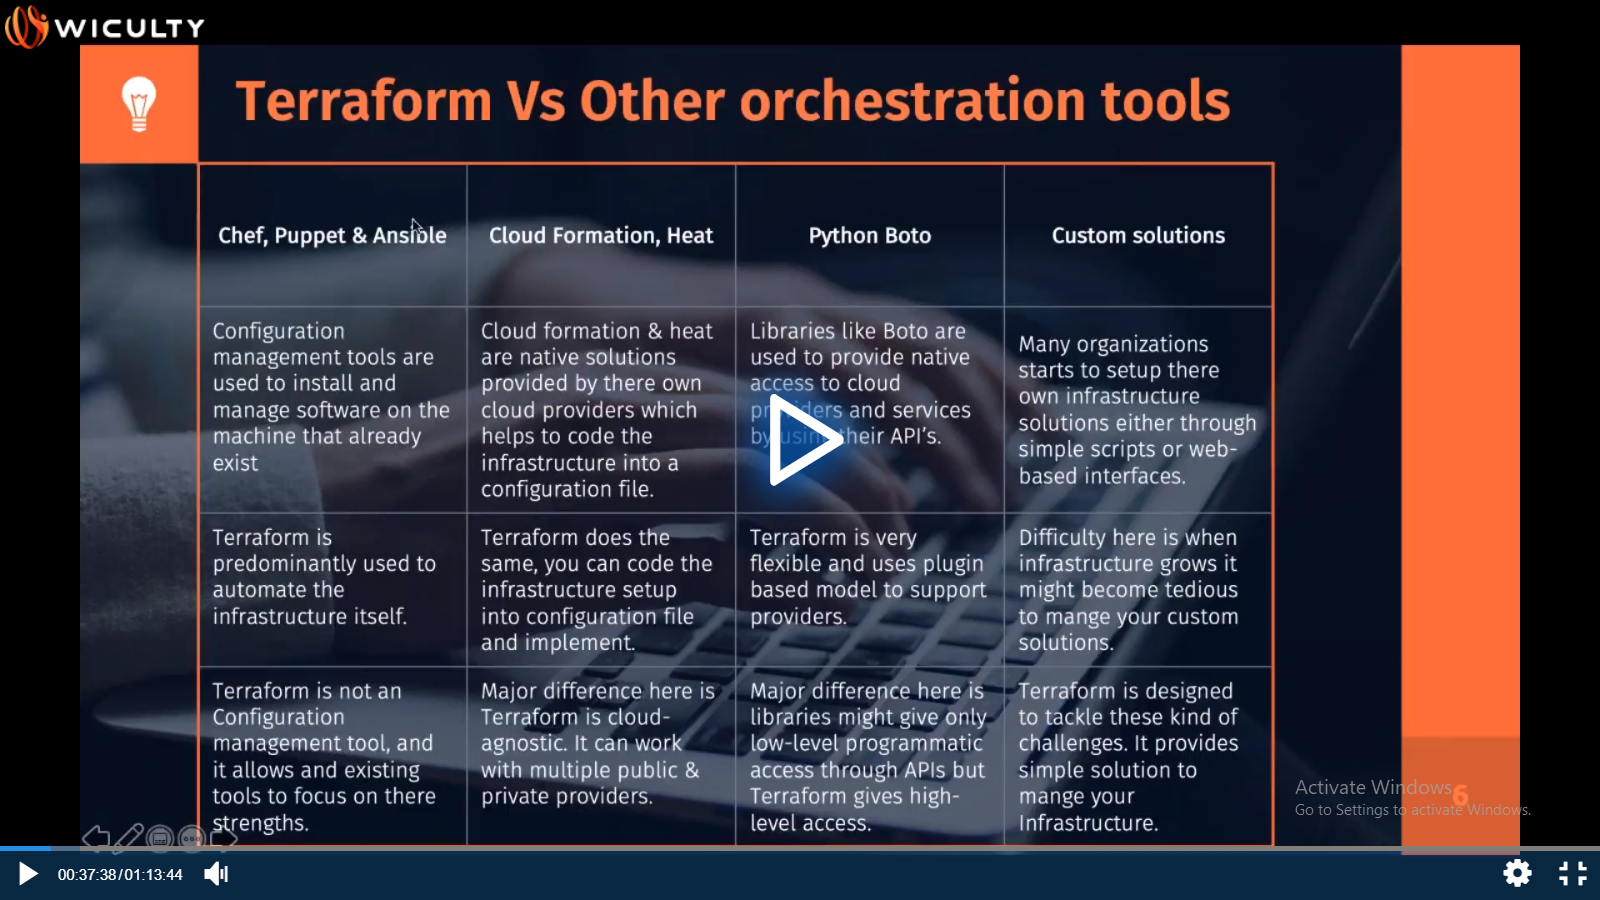 WICULTY
Terraform Vs Other orchestration tools
Chef, Puppet & Ansible
Cloud Formation, Heat
Python Boto
Custom solutions
Configuration
management tools are
used to install and
manage software on the
machine that already
exist
Cloud formation & heat
are native solutions
provided by there own
cloud providers which
helps to code the
infrastructure into a
configuration file.
Libraries like Boto are
used to provide native
access to cloud
providers and services
by using their API's.
Many organizations
starts to setup there
own infrastructure
solutions either through
simple scripts or web-
based interfaces.
Terraform is
predominantly used to
automate the
infrastructure itself.
Terraform does the
same, you can code the
infrastructure setup
into configuration file
and implement.
Terraform is very
flexible and uses plugin
based model to support
providers.
Difficulty here is when
infrastructure grows it
might become tedious
to mange your custom
solutions.
Terraform is not an
Configuration
management tool, and
it allows and existing
tools to focus on there
strengths.
Major difference here is
Terraform is cloud-
agnostic. It can work
with multiple public &
private providers.
Major difference here is
libraries might give only
low-level programmatic
access through APIs but
Terraform gives high-
level access.
Terraform is designed
to tackle these kind of
challenges. It provides
simple solution to
mange your
Infrastructure.
6
Activate Windows
Go to Settings to activate Windows.
00:37:38/01:13:44